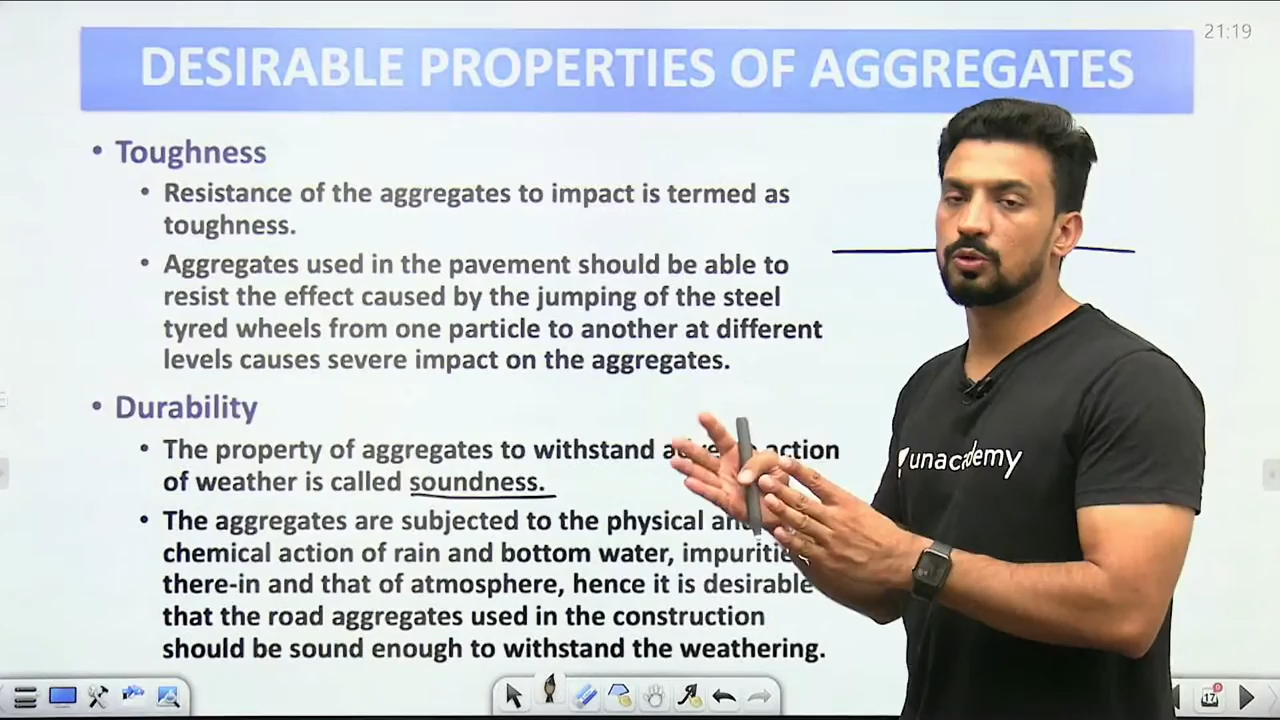 21:19
DESIRABLE PROPERTIES OF AGGREGATES
• Toughness
• Resistance of the aggregates to impact is termed as
toughness.
• Aggregates used in the pavement should be able to
resist the effect caused by the jumping of the steel
tyred wheels from one particle to another at different
levels causes severe impact on the aggregates.
• Durability
• The property of aggregates to withstand action
of weather is called soundness.
• The aggregates are subjected to the physical and
chemical action of rain and bottom water, impurities
there-in and that of atmosphere, hence it is desirable
that the road aggregates used in the construction
should be sound enough to withstand the weathering.
unacademy
17